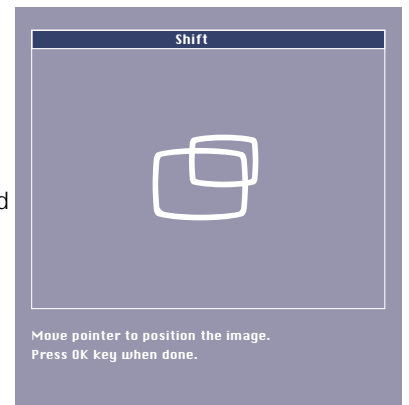 Shift
d
Move pointer to position the image.
Press OK key when done.